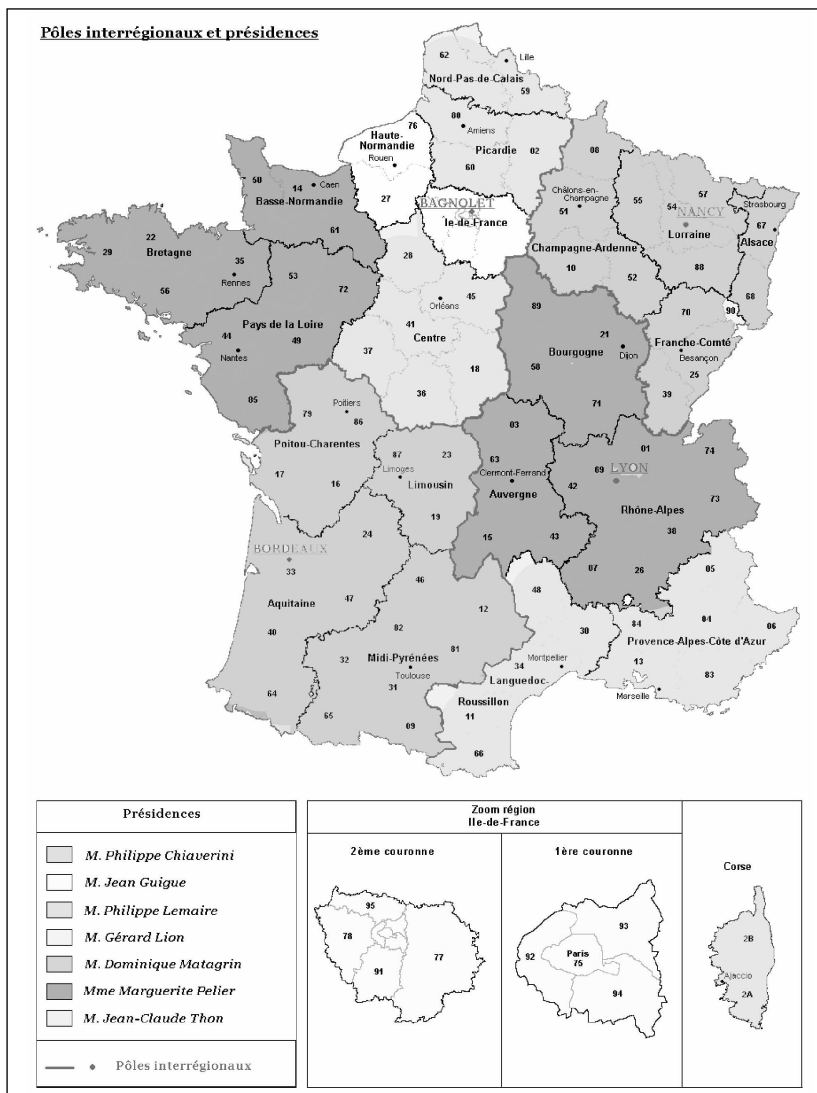 Pôles interrégionaux et présidences
62
Lille
Nord-Pas-de-Calais
59
80
Amiens
02
Picardie
60
76
Haute-
Normandie
Rouen
27
08
Châlons-en-
Champagne
51
Champagne-Ardenne
10
52
55
57
54
NANCY
Lorraine
88
Strasbourg
67
Alsace
68
50
14
Caen
Basse-Normandie
61
BAGNOLET
Ile-de-France
22
29
Bretagne
35
Rennes
56
53
72
Pays de la Loire
44
49
Nantes
85
28
Orléans
45
41
Centre
37
18
36
89
21
Bourgogne
Dijon
58
71
70
90
Franche-Comté
Besançon
25
39
79
Poitiers
86
Poitou-Charentes
17
16
87
23
Limoges
Limousin
19
03
63
Clermont-Ferrand
Auvergne
15
43
01
74
69
LYON
42
73
Rhône-Alpes
38
07
26
24
BORDEAUX
33
47
Aquitaine
40
64
46
12
82
81
32
Midi-Pyrénées
Toulouse
31
65
09
48
30
Montpellier
34
Languedoc-
Roussillon
11
66
05
84
04
06
Provence-Alpes-Côte d'Azur
13
83
Marseille
Présidences
M. Philippe Chiaverini
M. Jean Guigue
M. Philippe Lemaire
M. Gérard Lion
M. Dominique Matagrin
Mme Marguerite Pelier
M. Jean-Claude Thon
Pôles interrégionaux
Zoom région
Ile-de-France
2ème couronne
95
78
77
91
1ère couronne
93
92
Paris
75
94
Corse
2B
Ajaccio
2A